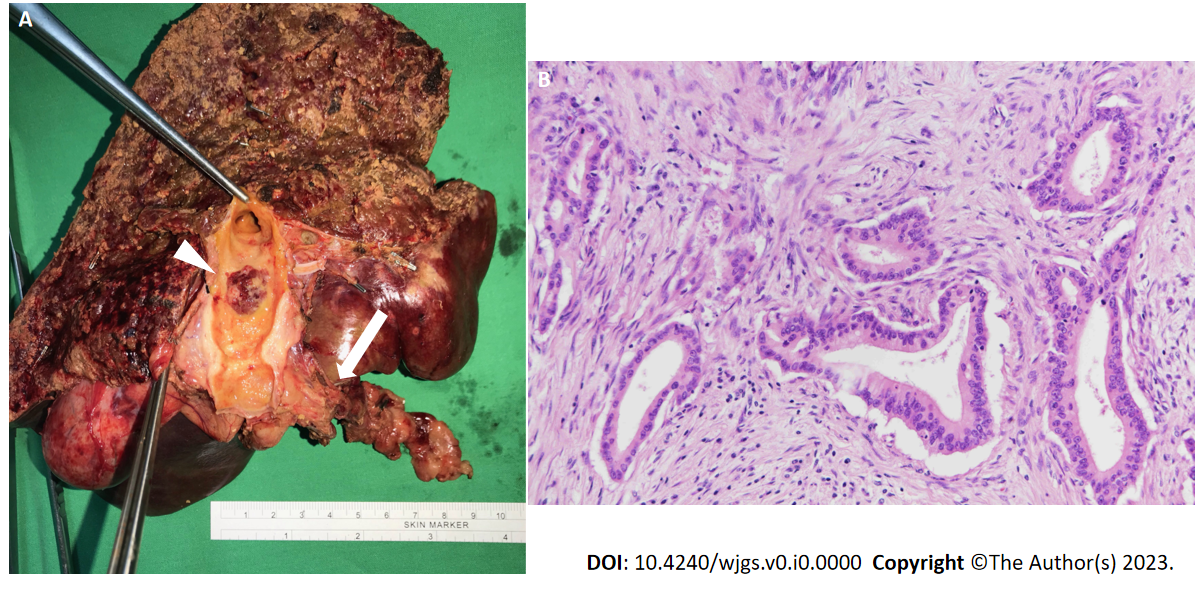 A
B
1 2 3 4 5 6 7 8 9 10
SKIN MARKER
1 2 3 4
DOI: 10.4240/wjgs.v0.i0.0000 Copyright ©The Author(s) 2023.